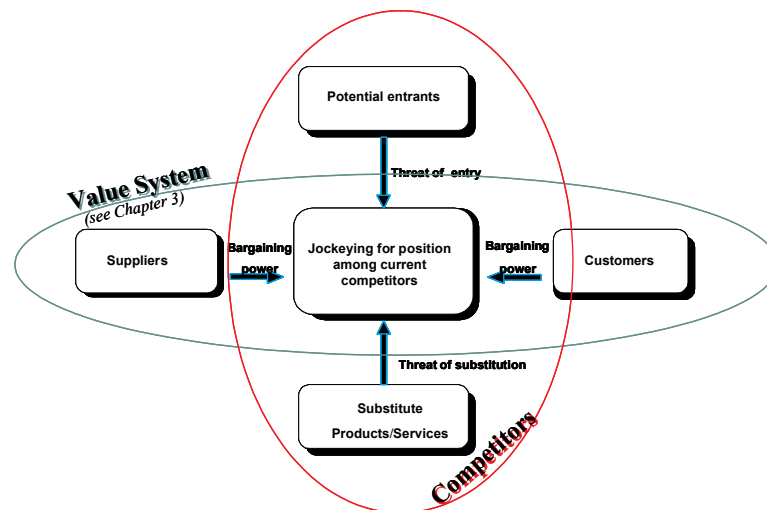 Potential entrants
Threat of entry
Value System
(see Chapter 3)
Suppliers
Bargaining
power
Jockeying for position
among current
competitors
Bargaining
power
Customers
Threat of substitution
Substitute
Products/Services
Competitors